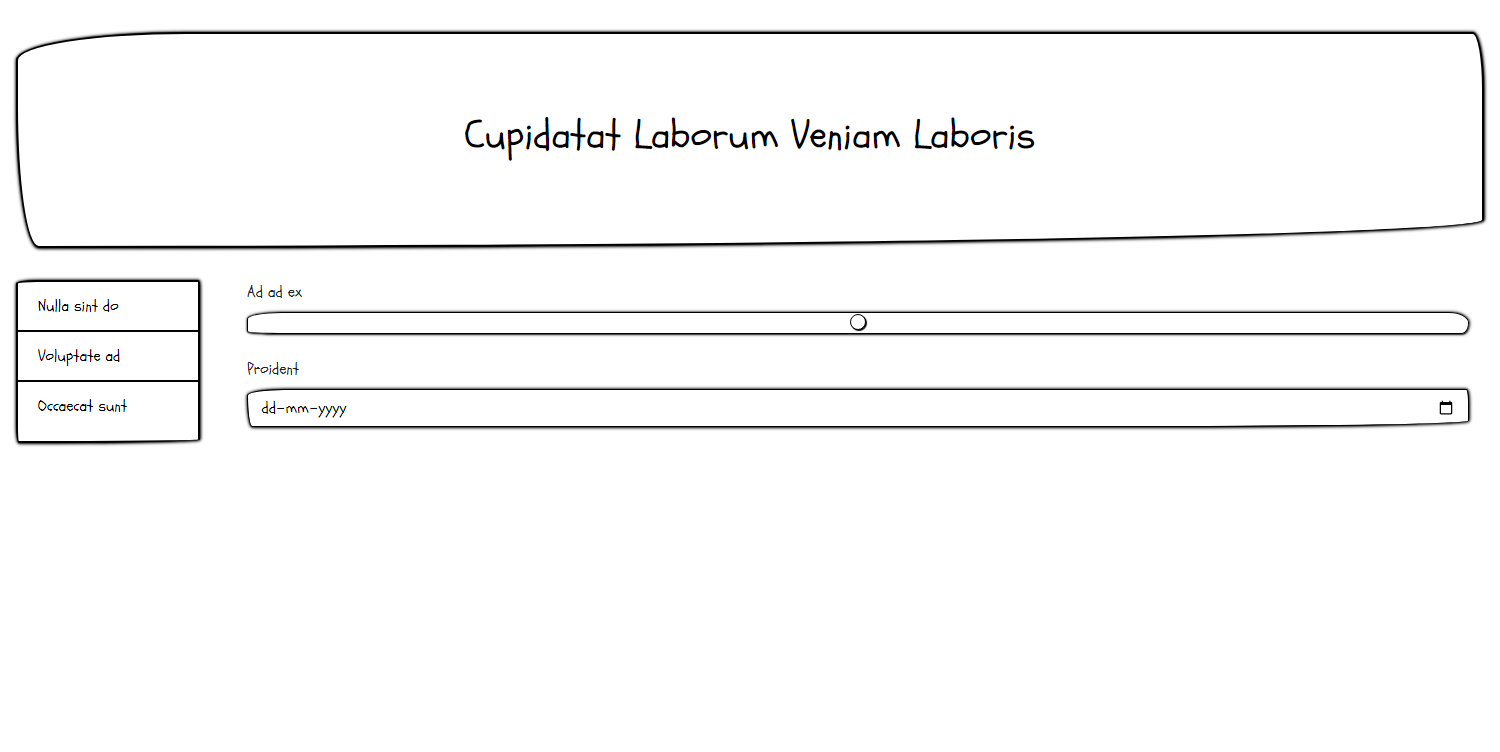 Cupidatat Laborum Veniam Laboris
Nulla sint do
Voluptate ad
Occaecat sunt
Ad ad ex
Proident
dd-mm-yyyy